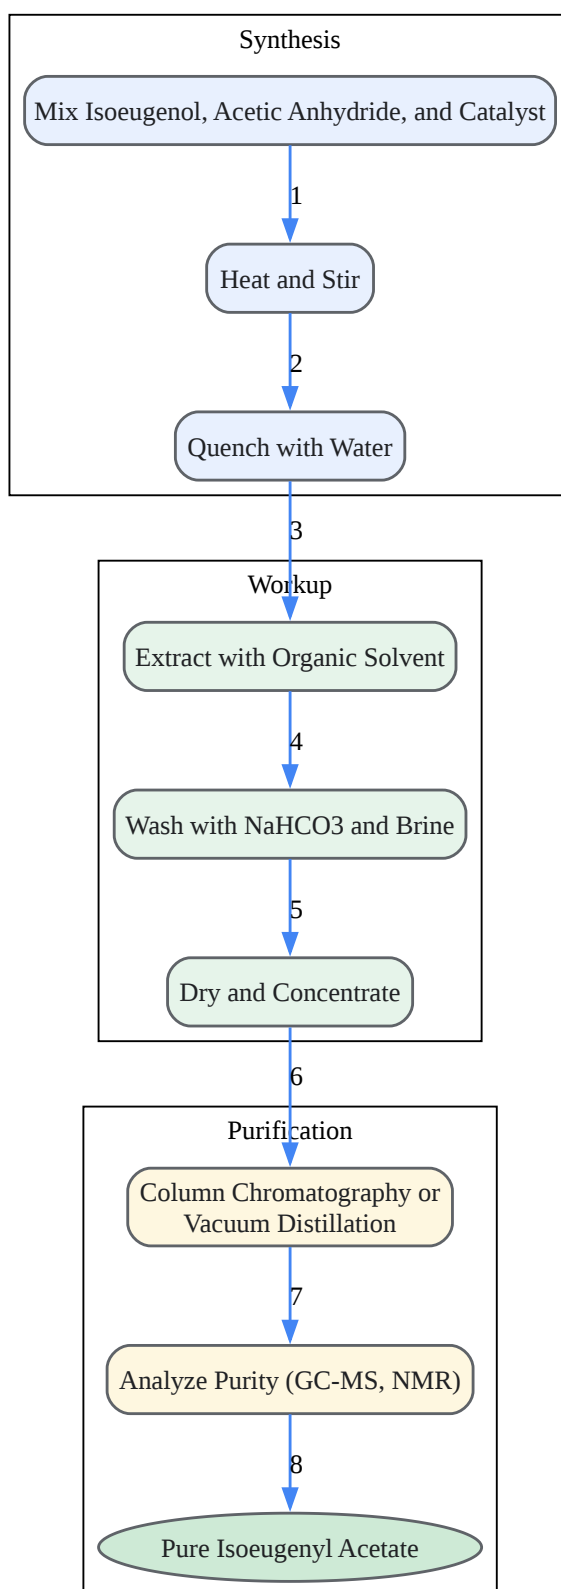 Synthesis
Mix Isoeugenol, Acetic Anhydride, and Catalyst
1
Heat and Stir
2
Quench with Water
3
Workup
Extract with Organic Solvent
4
Wash with NaHCO3 and Brine
5
Dry and Concentrate
6
Purification
Column Chromatography or
Vacuum Distillation
7
Analyze Purity (GC-MS, NMR)
8
Pure Isoeugenyl Acetate